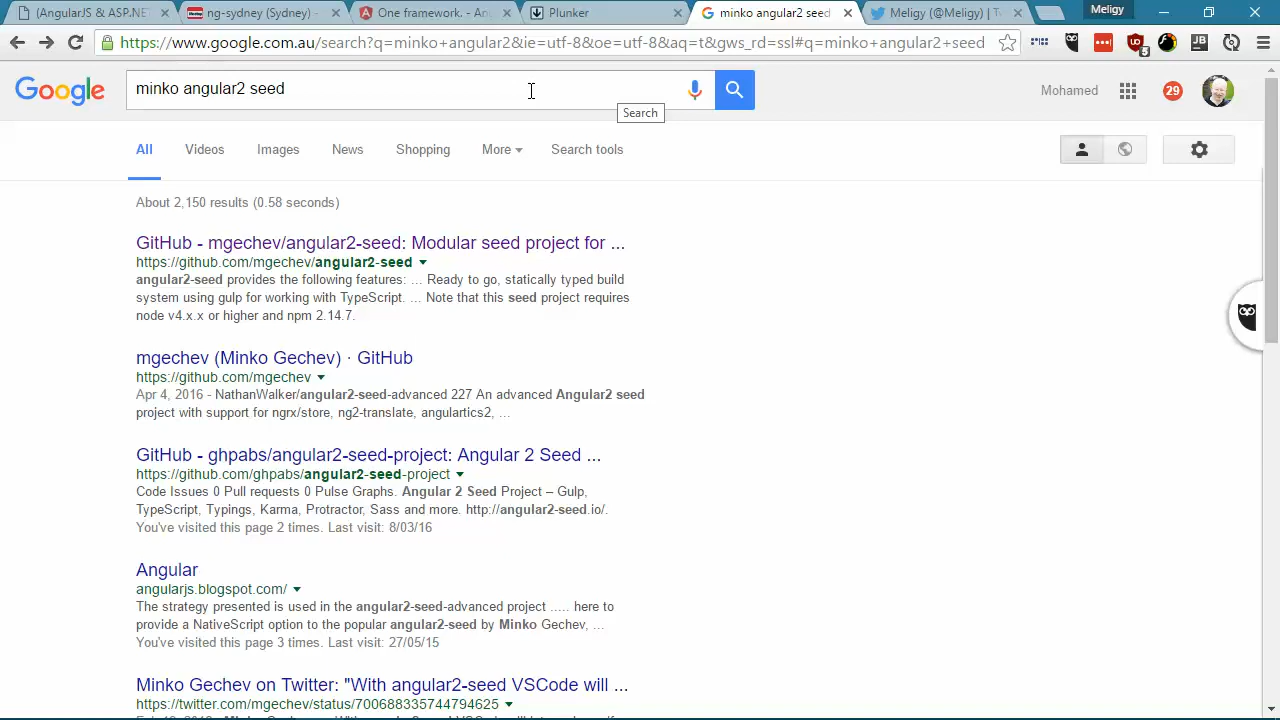 (AngularJS & ASP.NET
ng-sydney (Sydney) -
One framework. - Ang
Plunker
minko angular2 seed
Meligy (@Meligy) | Tw
Meligy
https://www.google.com.au/search?q=minko+angular2&ie=utf-8&oe=utf-8&aq=t&gws_rd=ssl#q=minko+angular2+seed
Google
minko angular2 seed
Search
Mohamed
29
All
Videos
Images
News
Shopping
More
Search tools
About 2,150 results (0.58 seconds)
GitHub - mgechev/angular2-seed: Modular seed project for ...
https://github.com/mgechev/angular2-seed
angular2-seed provides the following features: ... Ready to go, statically typed build
system using gulp for working with TypeScript. ... Note that this seed project requires
node v4.x.x or higher and npm 2.14.7.
mgechev (Minko Gechev) · GitHub
https://github.com/mgechev
Apr 4, 2016 - NathanWalker/angular2-seed-advanced 227 An advanced Angular2 seed
project with support for ngrx/store, ng2-translate, angulartics2, ...
GitHub - ghpabs/angular2-seed-project: Angular 2 Seed ...
https://github.com/ghpabs/angular2-seed-project
Code Issues 0 Pull requests 0 Pulse Graphs. Angular 2 Seed Project – Gulp,
TypeScript, Typings, Karma, Protractor, Sass and more. http://angular2-seed.io/.
You've visited this page 2 times. Last visit: 8/03/16
Angular
angularjs.blogspot.com/
The strategy presented is used in the angular2-seed-advanced project ..... here to
provide a NativeScript option to the popular angular2-seed by Minko Gechev, ...
You've visited this page 3 times. Last visit: 27/05/15
Minko Gechev on Twitter: "With angular2-seed VSCode will ...
https://twitter.com/mgechev/status/700688335744794625